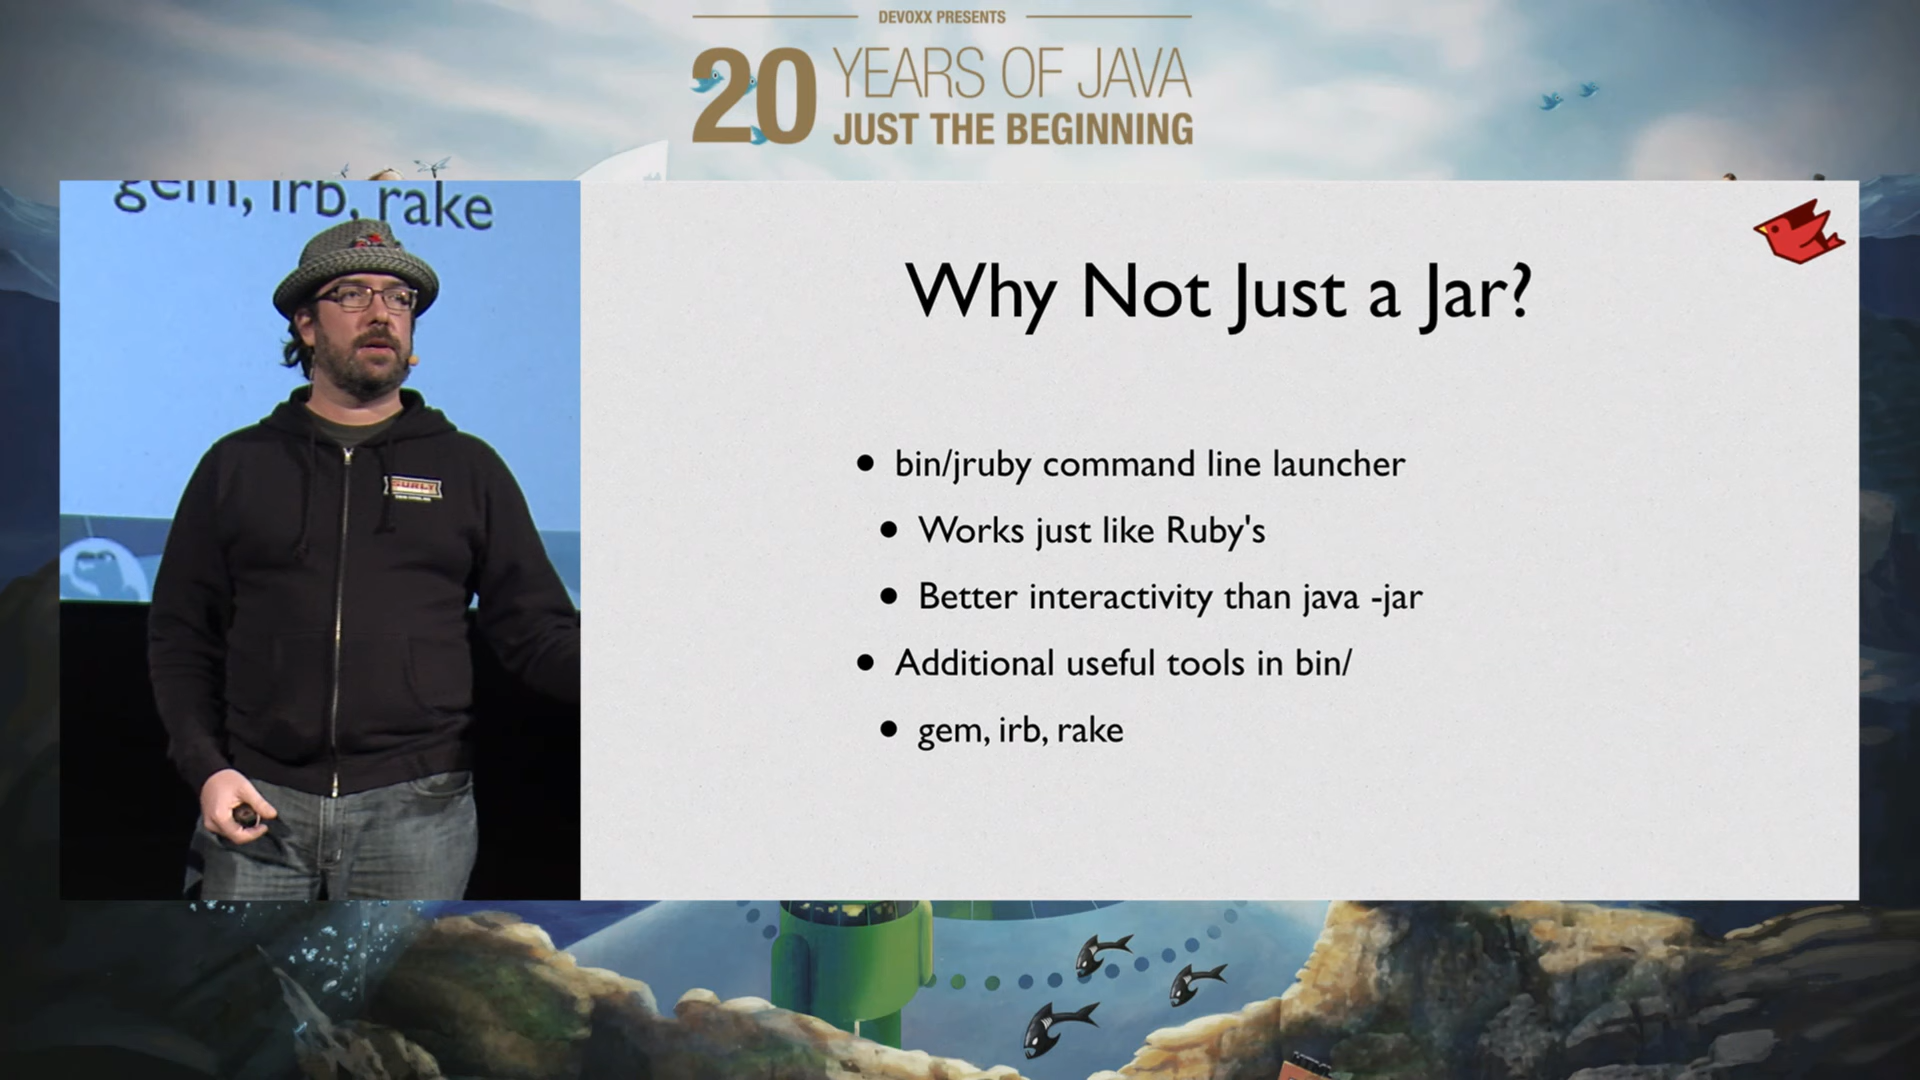 DEVOXX PRESENTS
20 YEARS OF JAVA
JUST THE BEGINNING
gem, irb, rake
Why Not Just a Jar?
• bin/jruby command line launcher
• Works just like Ruby's
• Better interactivity than java -jar
• Additional useful tools in bin/
• gem, irb, rake